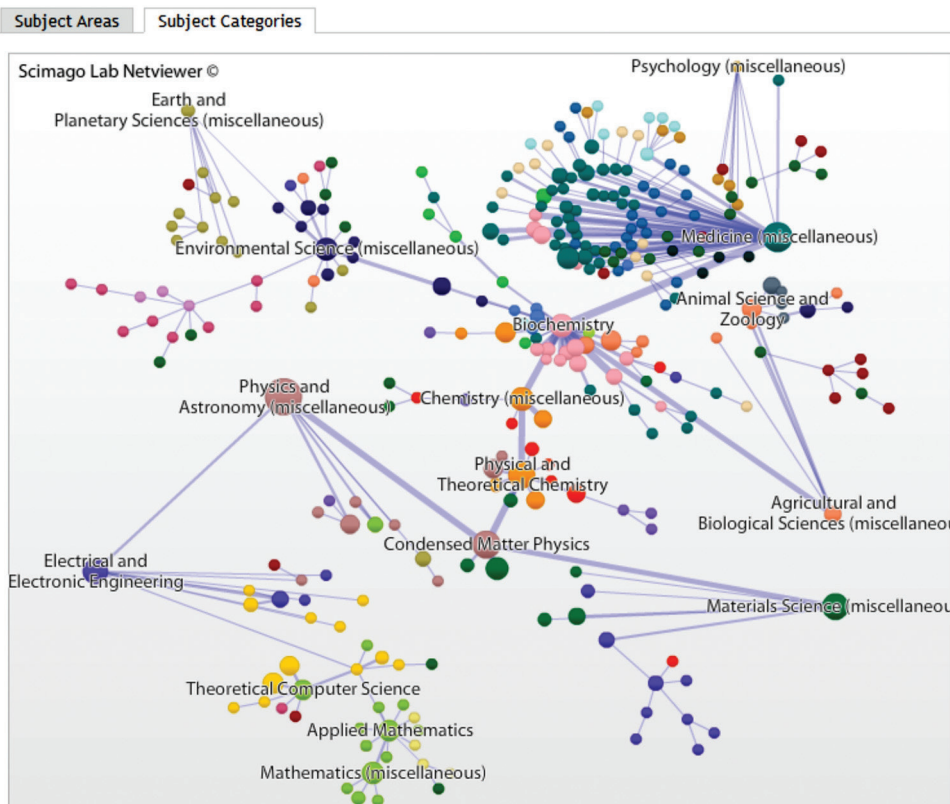 Subject Areas
Subject Categories
Scimago Lab Netviewer ©
Psychology (miscellaneous)
Earth and
Planetary Sciences (miscellaneous)
Medicine (miscellaneous)
Environmental Science (miscellaneous)
Animal Science and
Zoology
Biochemistry
Physics and
Astronomy (miscellaneous)
Chemistry (miscellaneous)
Physical and
Theoretical Chemistry
Agricultural and
Biological Sciences (miscellaneou
Condensed Matter Physics
Electrical and
Electronic Engineering
Materials Science (miscellaneou
Theoretical Computer Science
Applied Mathematics
Mathematics (miscellaneous)